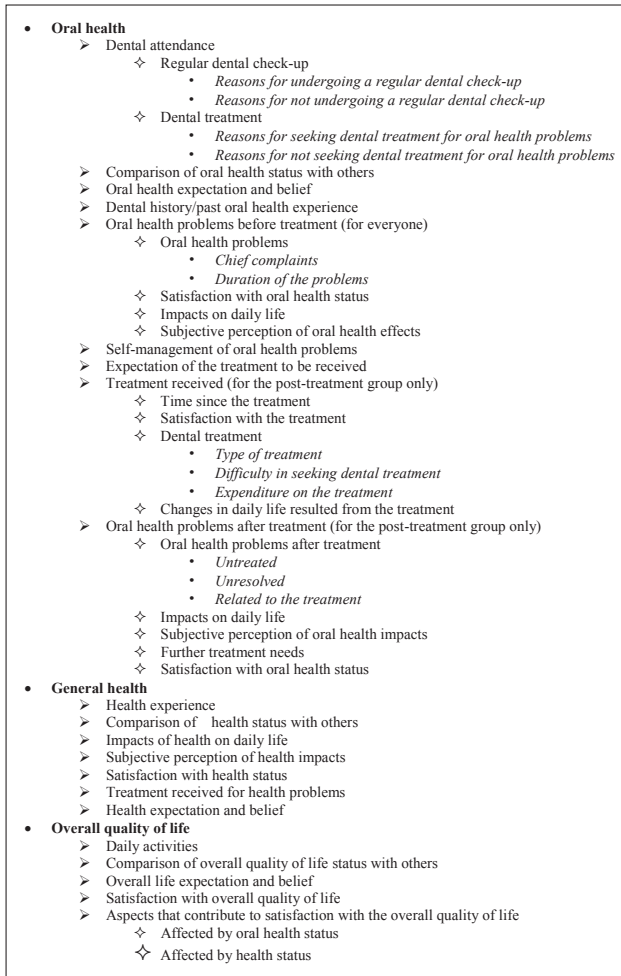 • Oral health
➢ Dental attendance
✧ Regular dental check-up
• Reasons for undergoing a regular dental check-up
• Reasons for not undergoing a regular dental check-up
✧ Dental treatment
• Reasons for seeking dental treatment for oral health problems
• Reasons for not seeking dental treatment for oral health problems
➢ Comparison of oral health status with others
➢ Oral health expectation and belief
➢ Dental history/past oral health experience
➢ Oral health problems before treatment (for everyone)
✧ Oral health problems
• Chief complaints
• Duration of the problems
✧ Satisfaction with oral health status
✧ Impacts on daily life
✧ Subjective perception of oral health effects
➢ Self-management of oral health problems
➢ Expectation of the treatment to be received
➢ Treatment received (for the post-treatment group only)
✧ Time since the treatment
✧ Satisfaction with the treatment
✧ Dental treatment
• Type of treatment
• Difficulty in seeking dental treatment
• Expenditure on the treatment
✧ Changes in daily life resulted from the treatment
➢ Oral health problems after treatment (for the post-treatment group only)
✧ Oral health problems after treatment
• Untreated
• Unresolved
• Related to the treatment
✧ Impacts on daily life
✧ Subjective perception of oral health impacts
✧ Further treatment needs
✧ Satisfaction with oral health status
• General health
➢ Health experience
➢ Comparison of health status with others
➢ Impacts of health on daily life
➢ Subjective perception of health impacts
➢ Satisfaction with health status
➢ Treatment received for health problems
➢ Health expectation and belief
• Overall quality of life
➢ Daily activities
➢ Comparison of overall quality of life status with others
➢ Overall life expectation and belief
➢ Satisfaction with overall quality of life
➢ Aspects that contribute to satisfaction with the overall quality of life
✧ Affected by oral health status
✧ Affected by health status